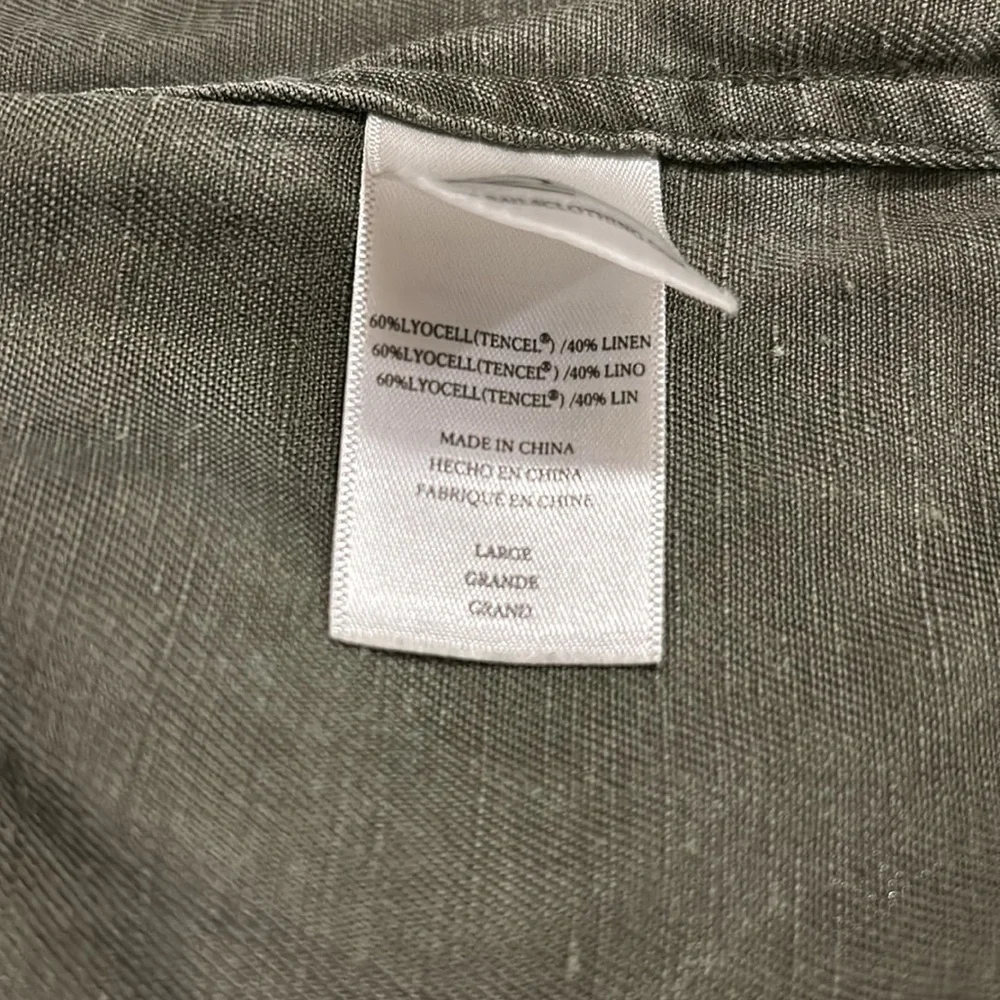 60%LYOCELL(TENCEL®) /40% LINEN
60%LYOCELL(TENCEL®) /40% LINO
60%LYOCELL(TENCEL®) /40% LIN
MADE IN CHINA
HECHO EN CHINA
FABRIQUE EN CHINE
LARGE
GRANDE
GRAND